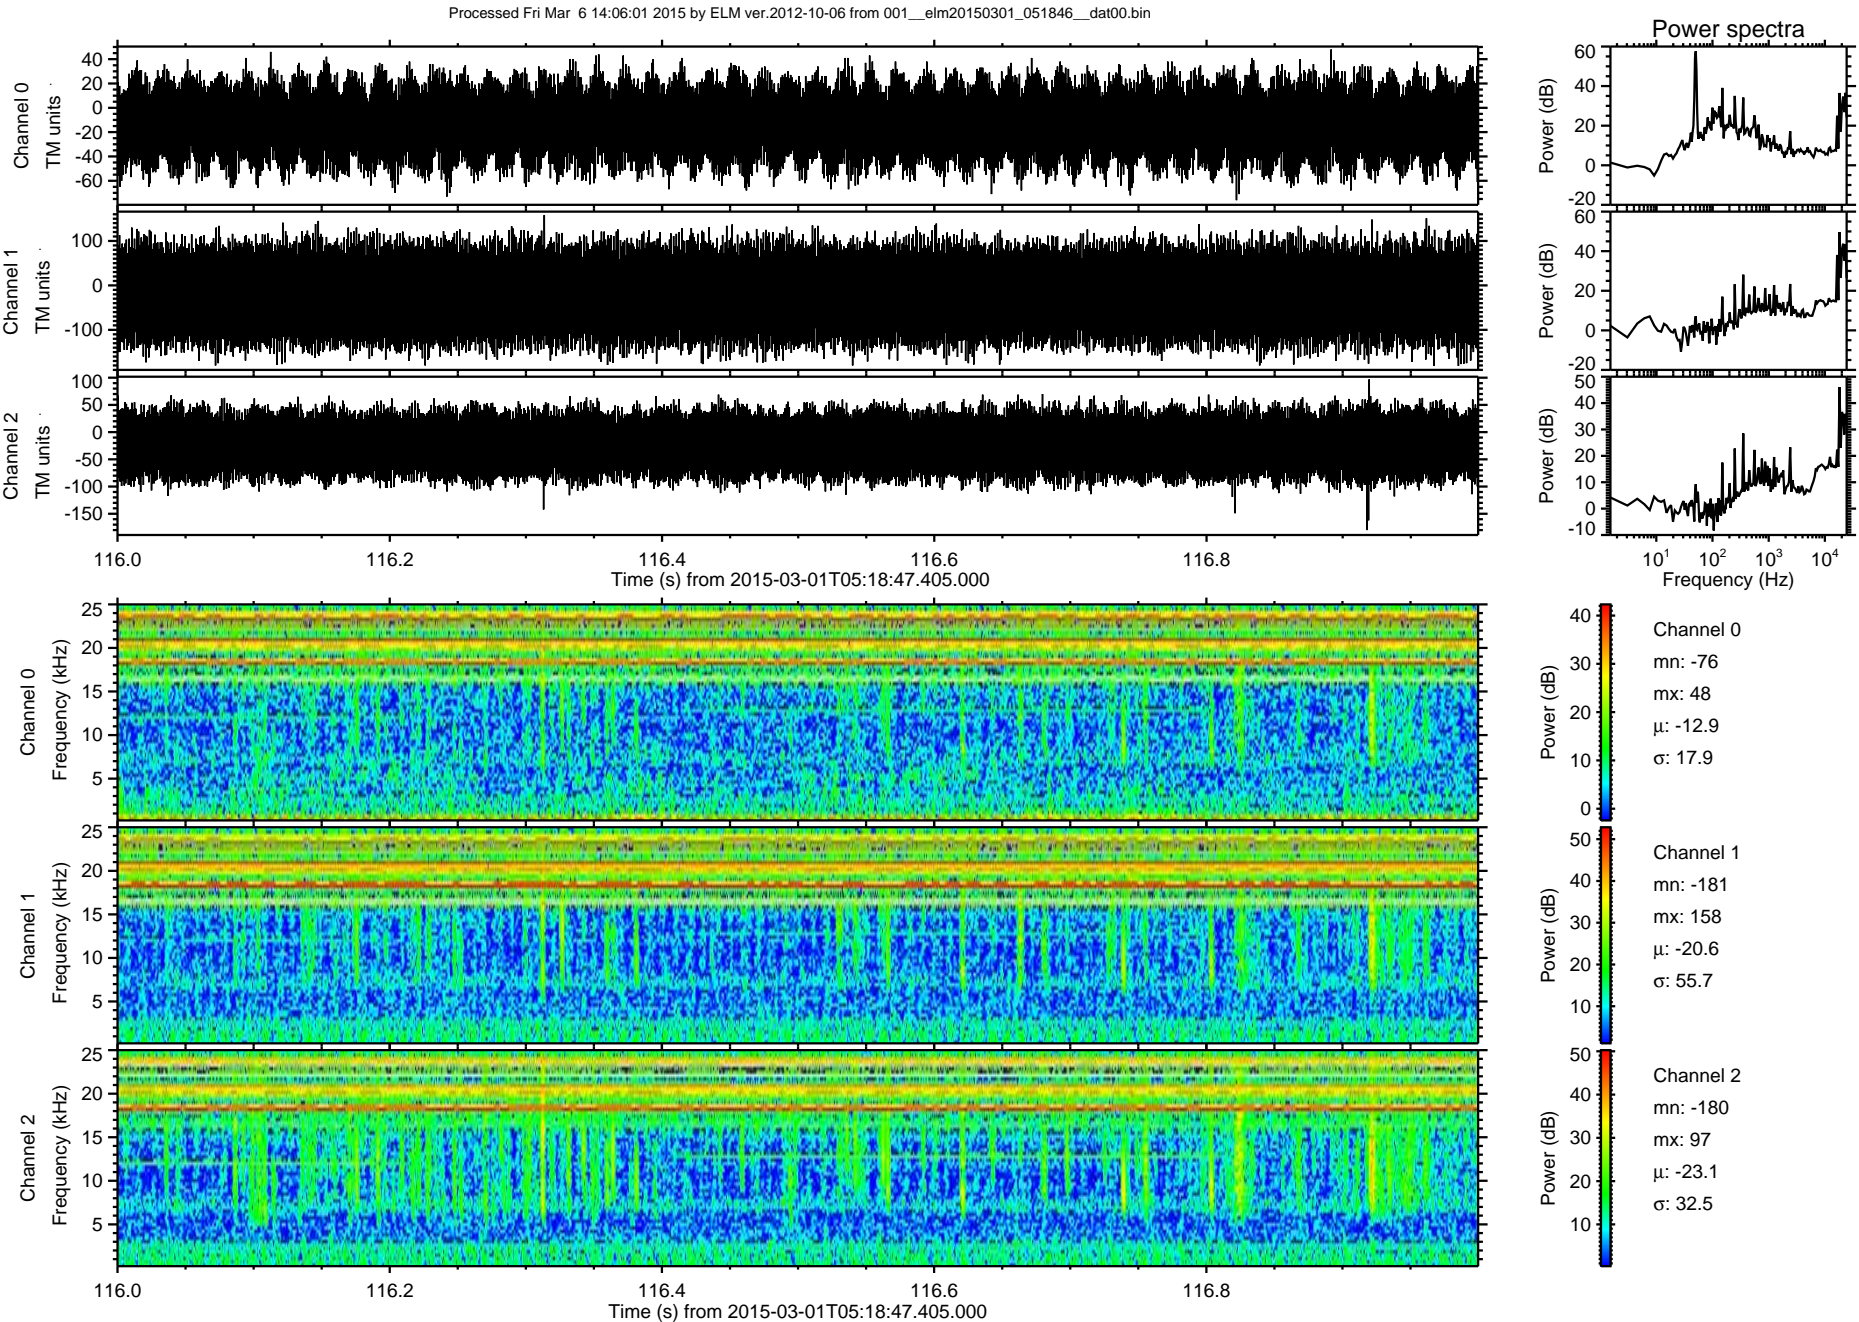 Processed Fri Mar  6 14:06:01 2015 by ELM ver.2012-10-06 from 001__elm20150301_051846__dat00.bin
Power spectra
Channel 0
TM units
40
20
0
-20
-40
-60
Power (dB)
60
40
20
0
-20
Channel 1
TM units
100
0
-100
Power (dB)
60
40
20
0
-20
Channel 2
TM units
100
50
0
-50
-100
-150
Power (dB)
50
40
30
20
10
0
-10
116.0 116.2 116.4 116.6 116.8
Time (s) from 2015-03-01T05:18:47.405.000
10^1 10^2 10^3 10^4
Frequency (Hz)
Channel 0
Frequency (kHz)
25
20
15
10
5
Power (dB)
40
30
20
10
0
Channel 0
mn: -76
mx: 48
μ: -12.9
σ: 17.9
Channel 1
Frequency (kHz)
25
20
15
10
5
Power (dB)
50
40
30
20
10
Channel 1
mn: -181
mx: 158
μ: -20.6
σ: 55.7
Channel 2
Frequency (kHz)
25
20
15
10
5
Power (dB)
50
40
30
20
10
Channel 2
mn: -180
mx: 97
μ: -23.1
σ: 32.5
116.0 116.2 116.4 116.6 116.8
Time (s) from 2015-03-01T05:18:47.405.000